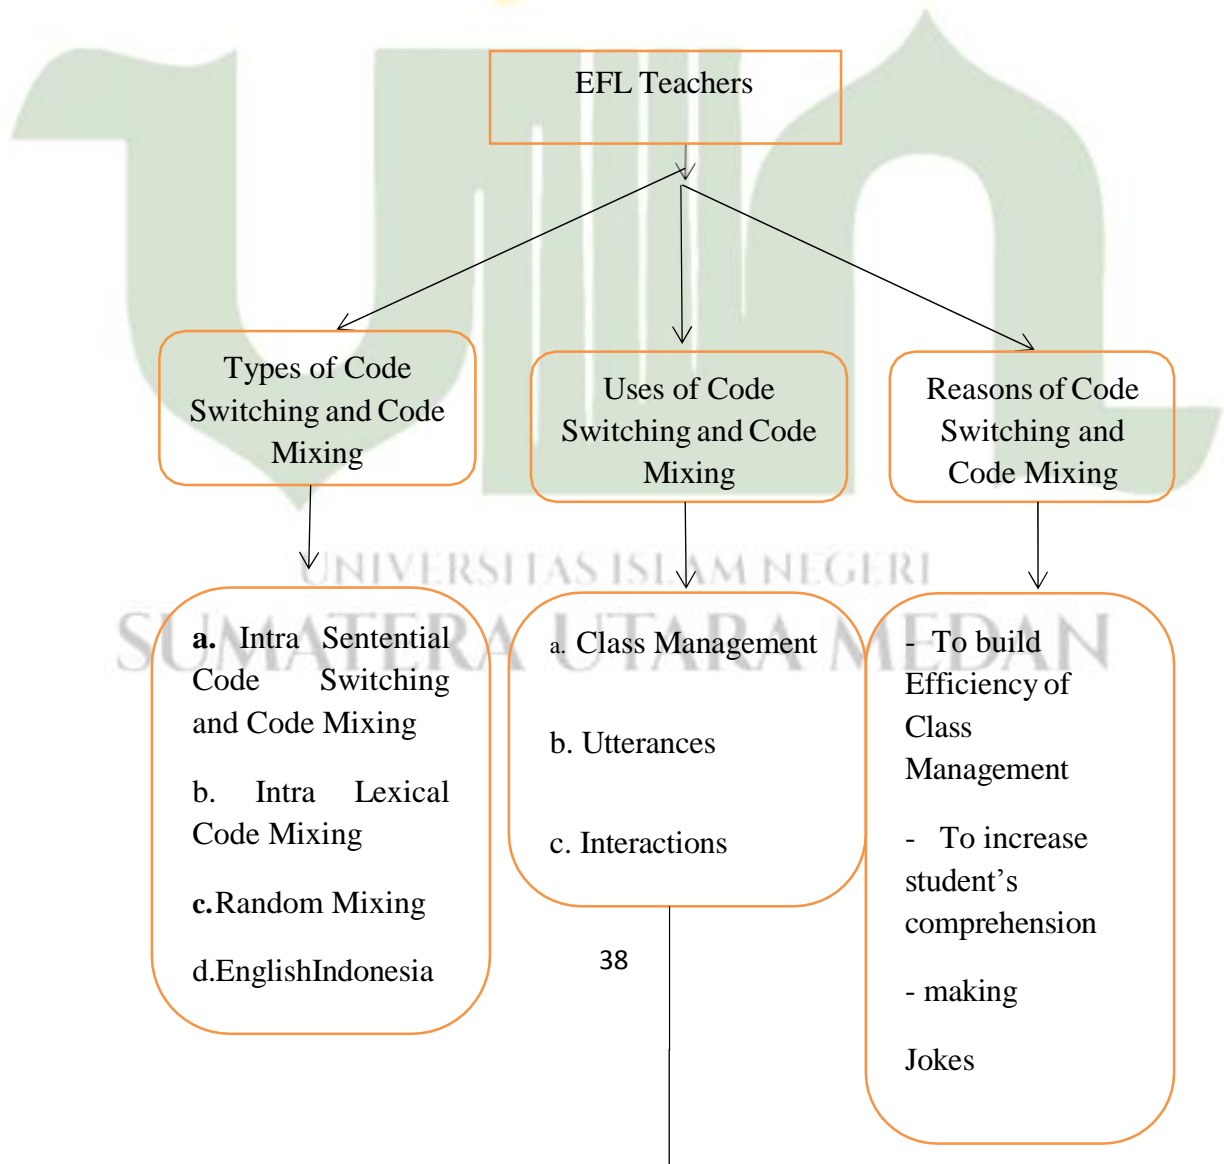 EFL Teachers
Types of Code
Switching and Code
Mixing
Uses of Code
Switching and Code
Mixing
Reasons of Code
Switching and
Code Mixing
UNIVERSITAS ISLAM NEGERI
SUMATERA UTARA MEDAN
a. Intra Sentential
Code Switching
and Code Mixing
b. Intra Lexical
Code Mixing
c.Random Mixing
d.EnglishIndonesia
a. Class Management
b. Utterances
c. Interactions
- To build
Efficiency of
Class
Management
- To increase
student’s
comprehension
- making
Jokes
38